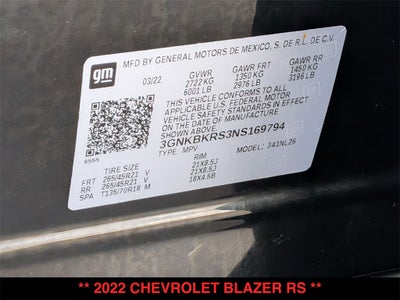 gm
MFD BY GENERAL MOTORS DE MEXICO, S. DE R.L. DE C.V.
03/22
GVWR GAWR FRT GAWR RR
2722 KG 1350 KG 1450 KG
6001 LB 2976 LB 3196 LB
THIS VEHICLE CONFORMS TO ALL
APPLICABLE U.S. FEDERAL MOTOR
VEHICLE SAFETY STANDARDS IN
EFFECT ON THE DATE OF MANUFACTURE
SHOWN ABOVE.
3GNKBKRS3NS169794
TYPE: MPV MODEL: 341NLZ6
TIRE SIZE RIM
FRT 265/45R21 V 21X8.5J
RR 265/45R21 V 21X8.5J
SPA T135/70R18 M 18X4.5B
** 2022 CHEVROLET BLAZER RS **